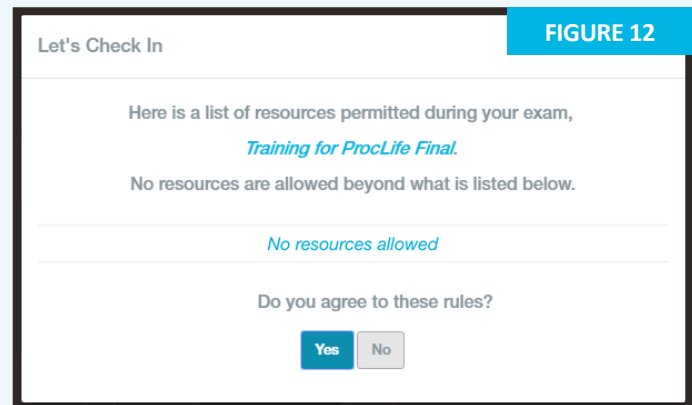 Let's Check In
FIGURE 12
Here is a list of resources permitted during your exam,
Training for ProcLife Final.
No resources are allowed beyond what is listed below.
No resources allowed
Do you agree to these rules?
Yes
No